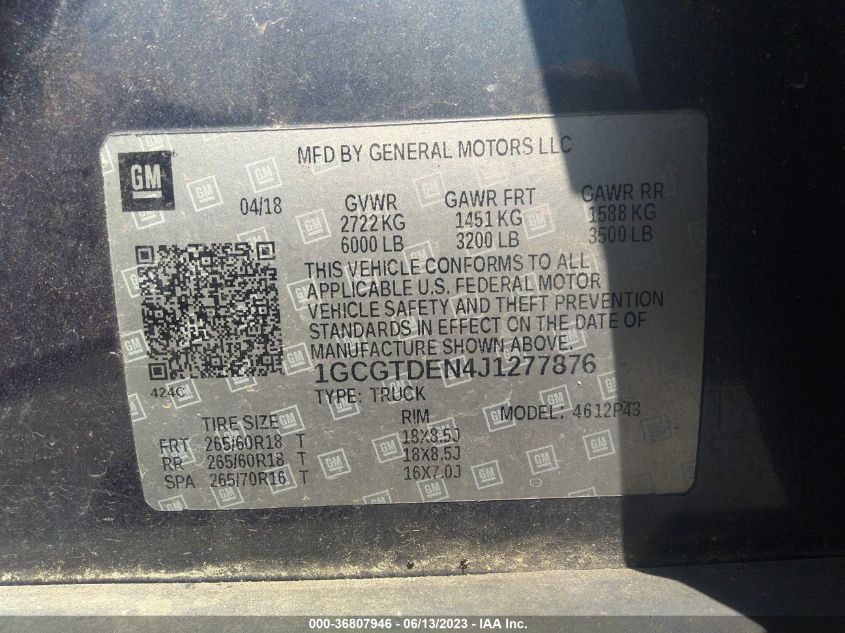 GM
MFD BY GENERAL MOTORS LLC
04/18
GVWR GAWR FRT GAWR RR
2722 KG 1451 KG 1588 KG
6000 LB 3200 LB 3500 LB
THIS VEHICLE CONFORMS TO ALL
APPLICABLE U.S. FEDERAL MOTOR
VEHICLE SAFETY AND THEFT PREVENTION
STANDARDS IN EFFECT ON THE DATE OF
MANUFACTURE SHOWN ABOVE.
1GCGTDEN4J1277876
424C
TYPE: TRUCK
TIRE SIZE RIM MODEL: 4612P43
FRT 265/60R18 T 18X8.5J
RR 265/60R18 T 18X8.5J
SPA 265/70R16 T 16X7.0J
000-36807946 - 06/13/2023 - IAA Inc.